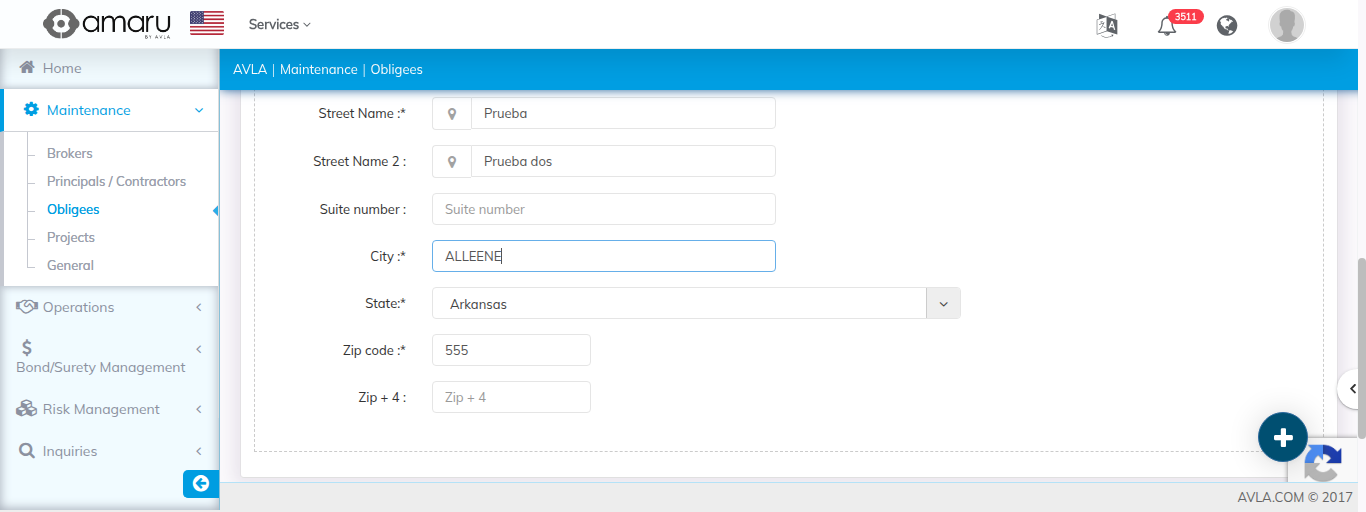 amaru
BY AVLA
Services
3511
Home
AVLA | Maintenance | Obligees
Maintenance
Brokers
Principals / Contractors
Obligees
Projects
General
Operations
Bond/Surety Management
Risk Management
Inquiries
Street Name :* Prueba
Street Name 2 : Prueba dos
Suite number : Suite number
City :* ALLEENE
State:* Arkansas
Zip code :* 555
Zip + 4 : Zip + 4
AVLA.COM © 2017